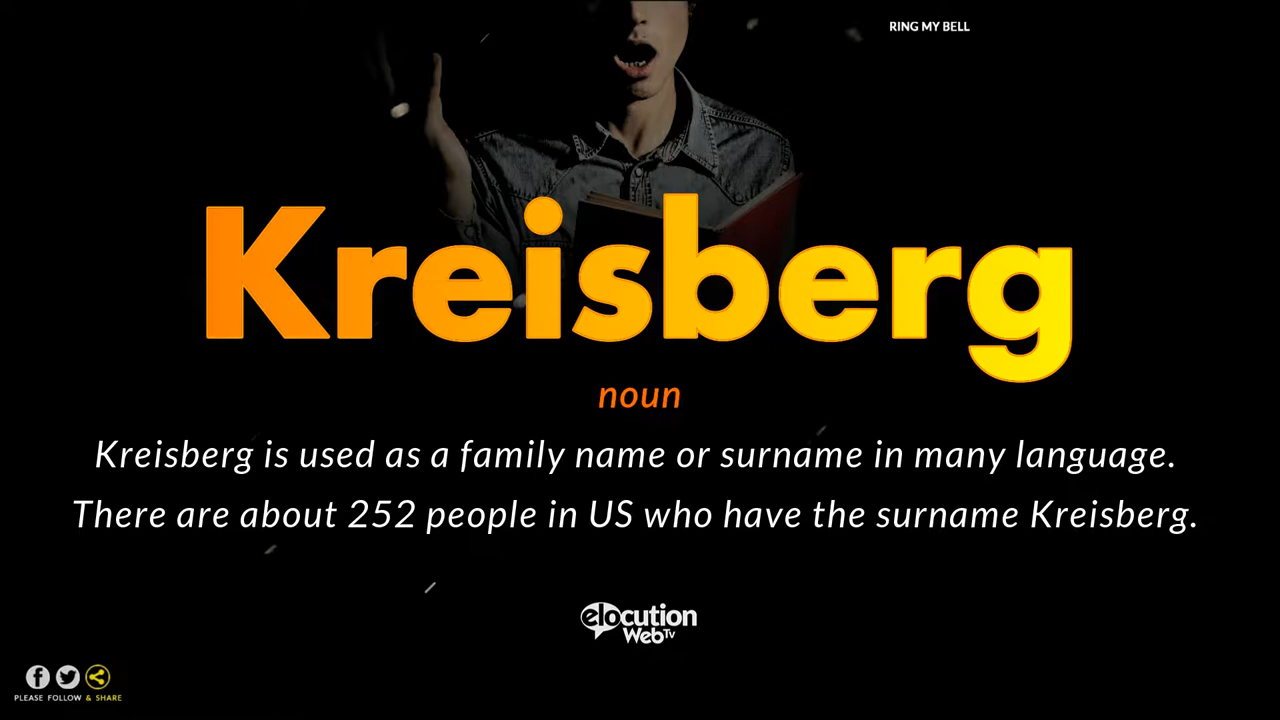 RING MY BELL
Kreisberg
noun
Kreisberg is used as a family name or surname in many language.
There are about 252 people in US who have the surname Kreisberg.
elocution
WebTv
PLEASE FOLLOW & SHARE